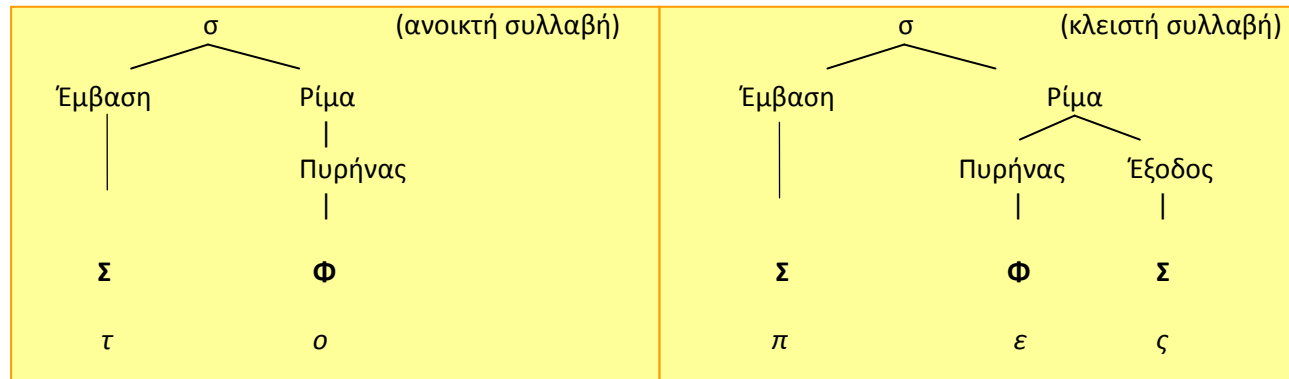 σ (ανοικτή συλλαβή)
Έμβαση Ρίμα
Πυρήνας
Σ Φ
τ ο
σ (κλειστή συλλαβή)
Έμβαση Ρίμα
Πυρήνας Έξοδος
Σ Φ Σ
π ε ς